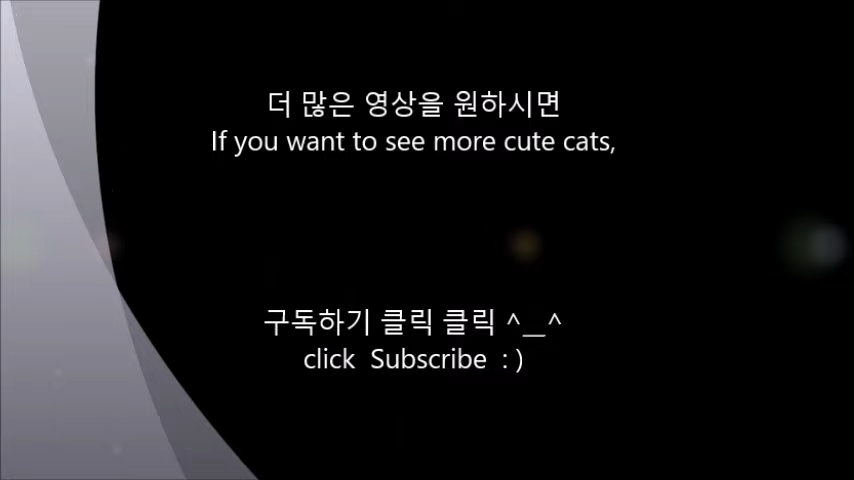 더 많은 영상을 원하시면
If you want to see more cute cats,
구독하기 클릭 클릭 ^__^
click Subscribe : )